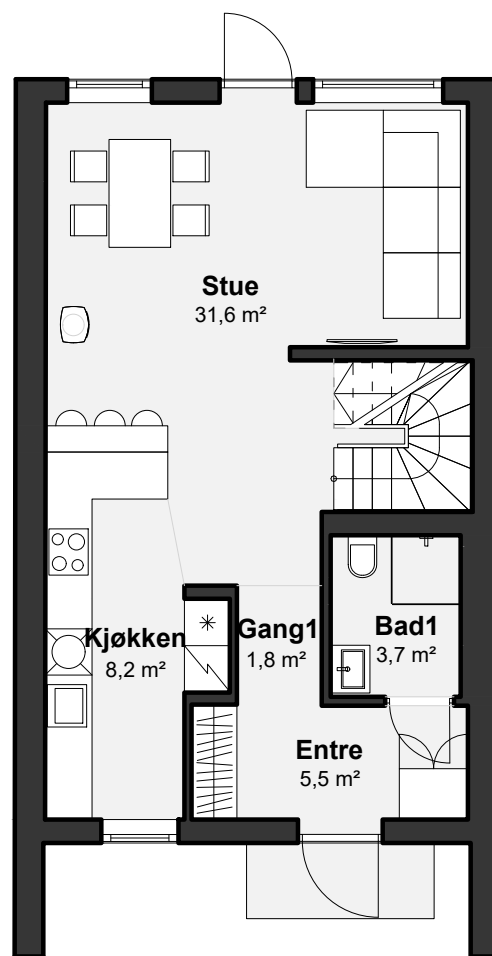 Stue
31,6 m²
Kjøkken
8,2 m²
Gang1
1,8 m²
Bad1
3,7 m²
Entre
5,5 m²